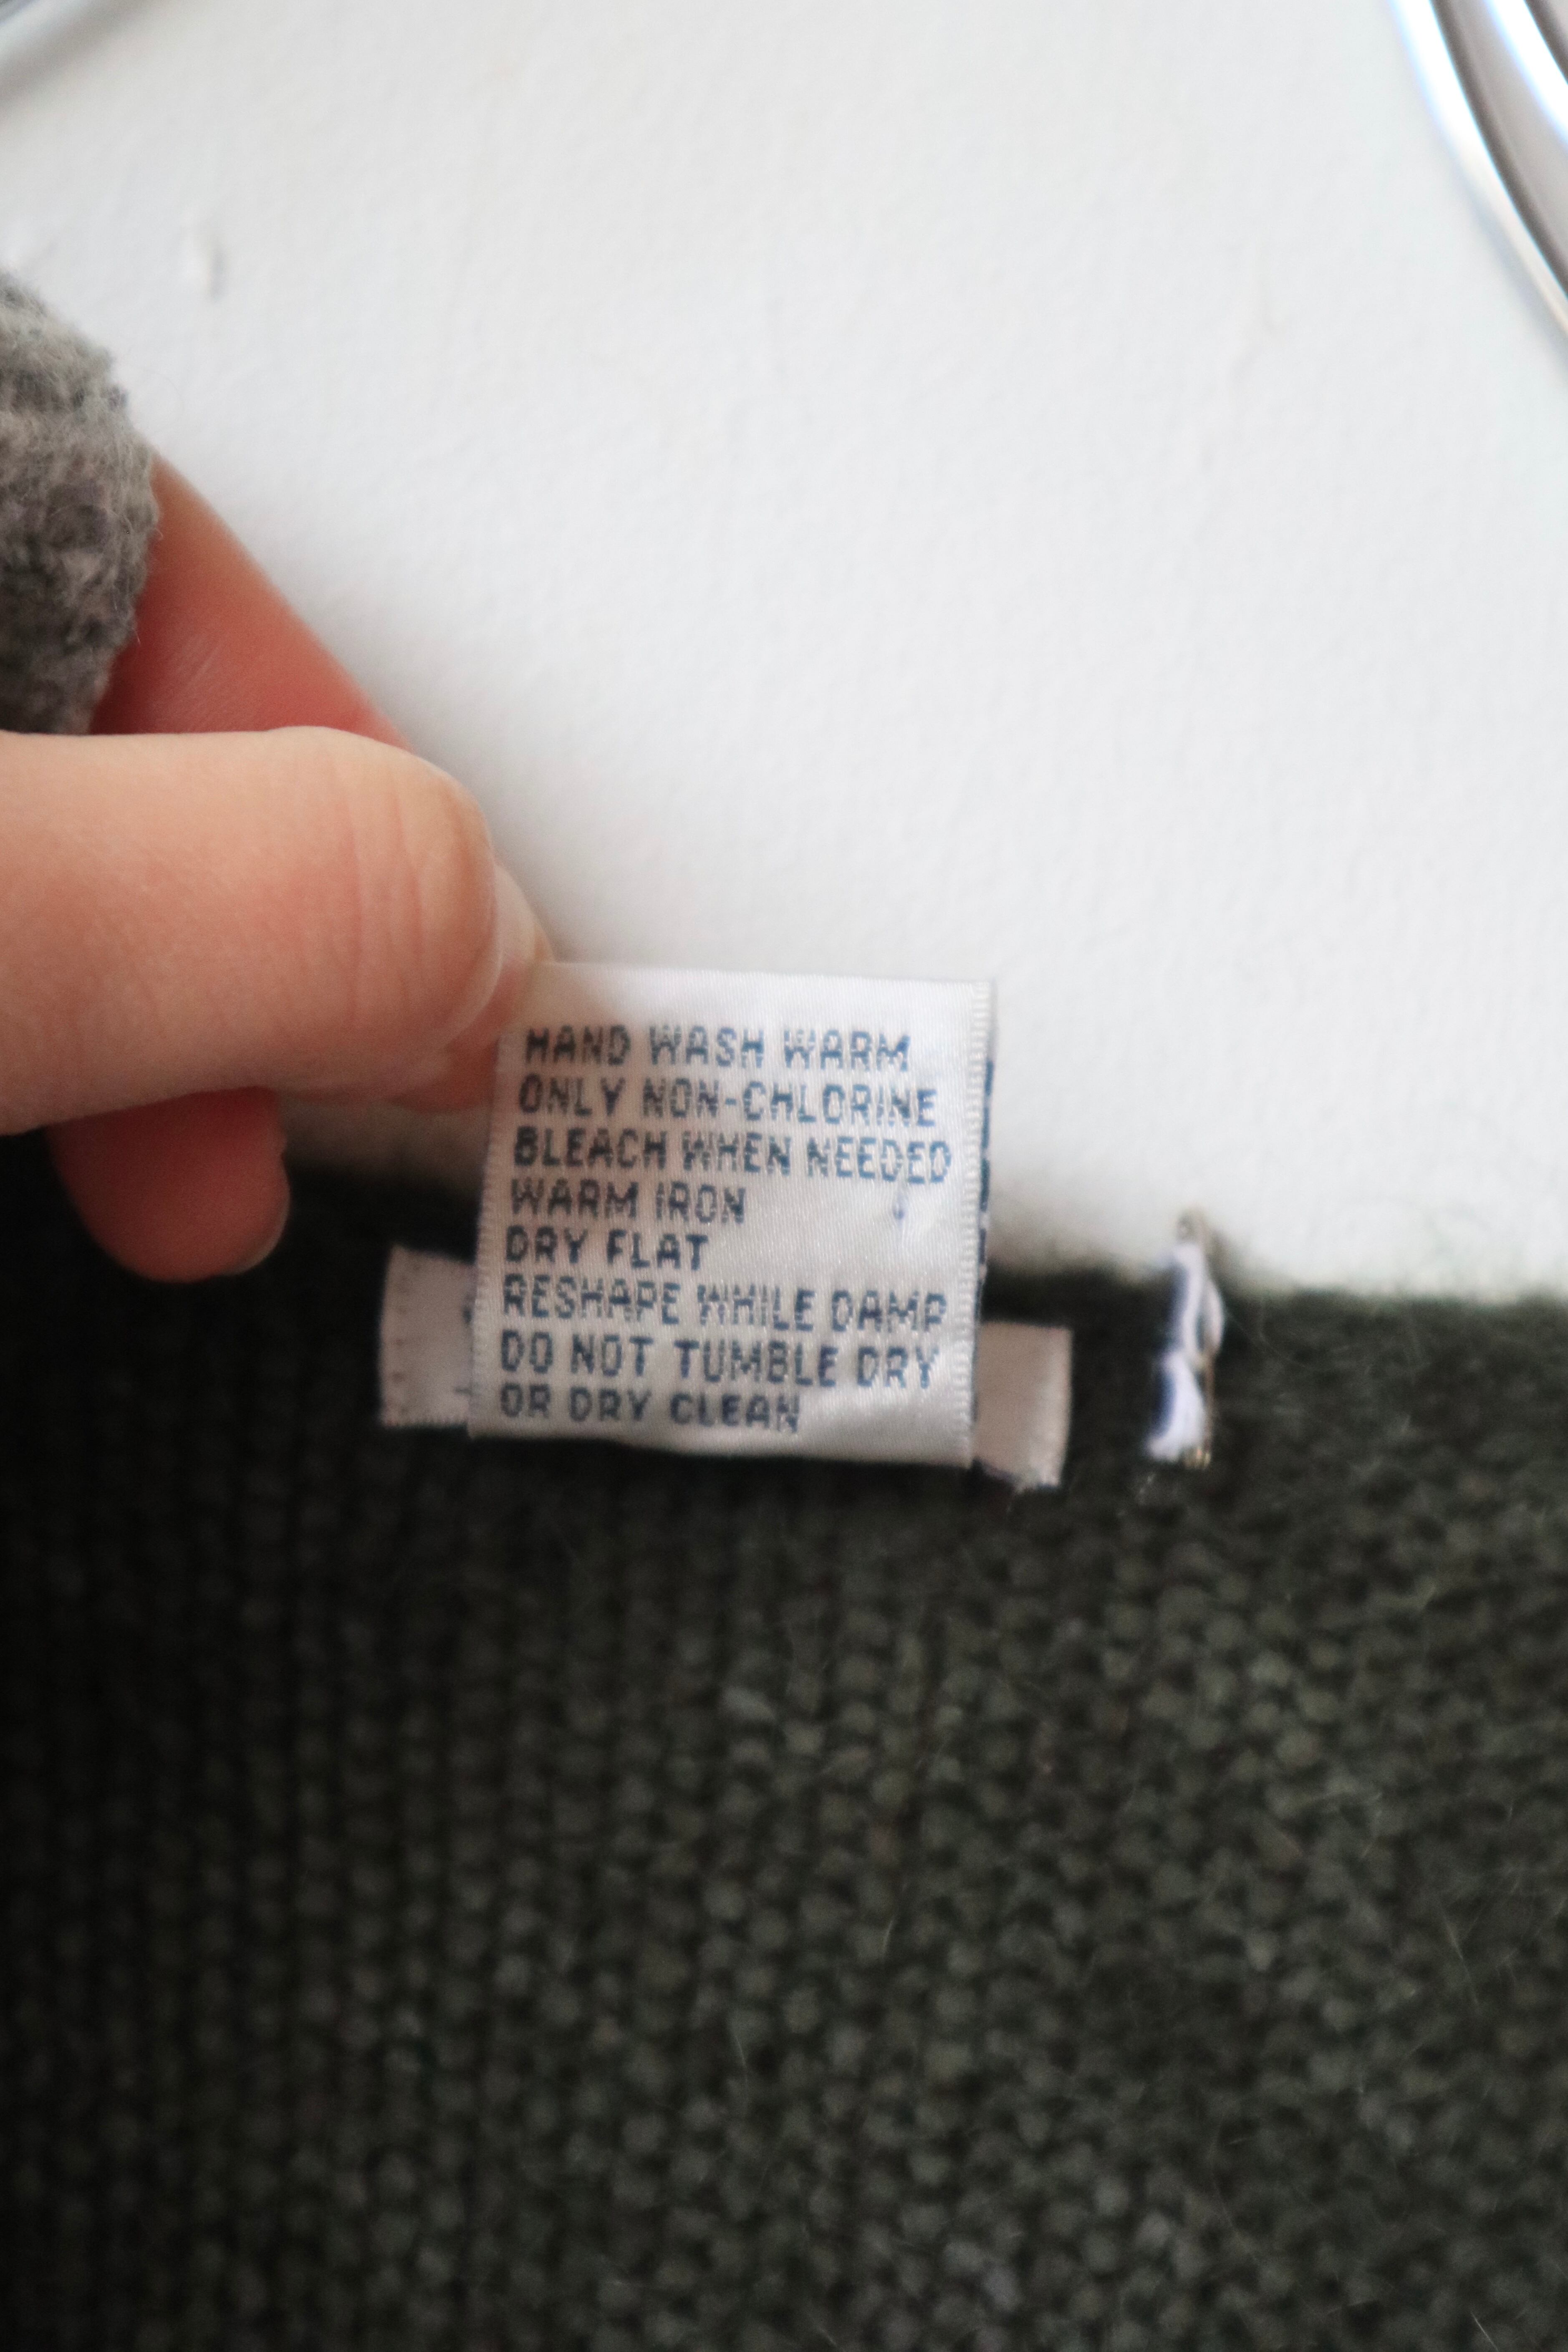 HAND WASH WARM
ONLY NON-CHLORINE
BLEACH WHEN NEEDED
WARM IRON
DRY FLAT
RESHAPE WHILE DAMP
DO NOT TUMBLE DRY
OR DRY CLEAN